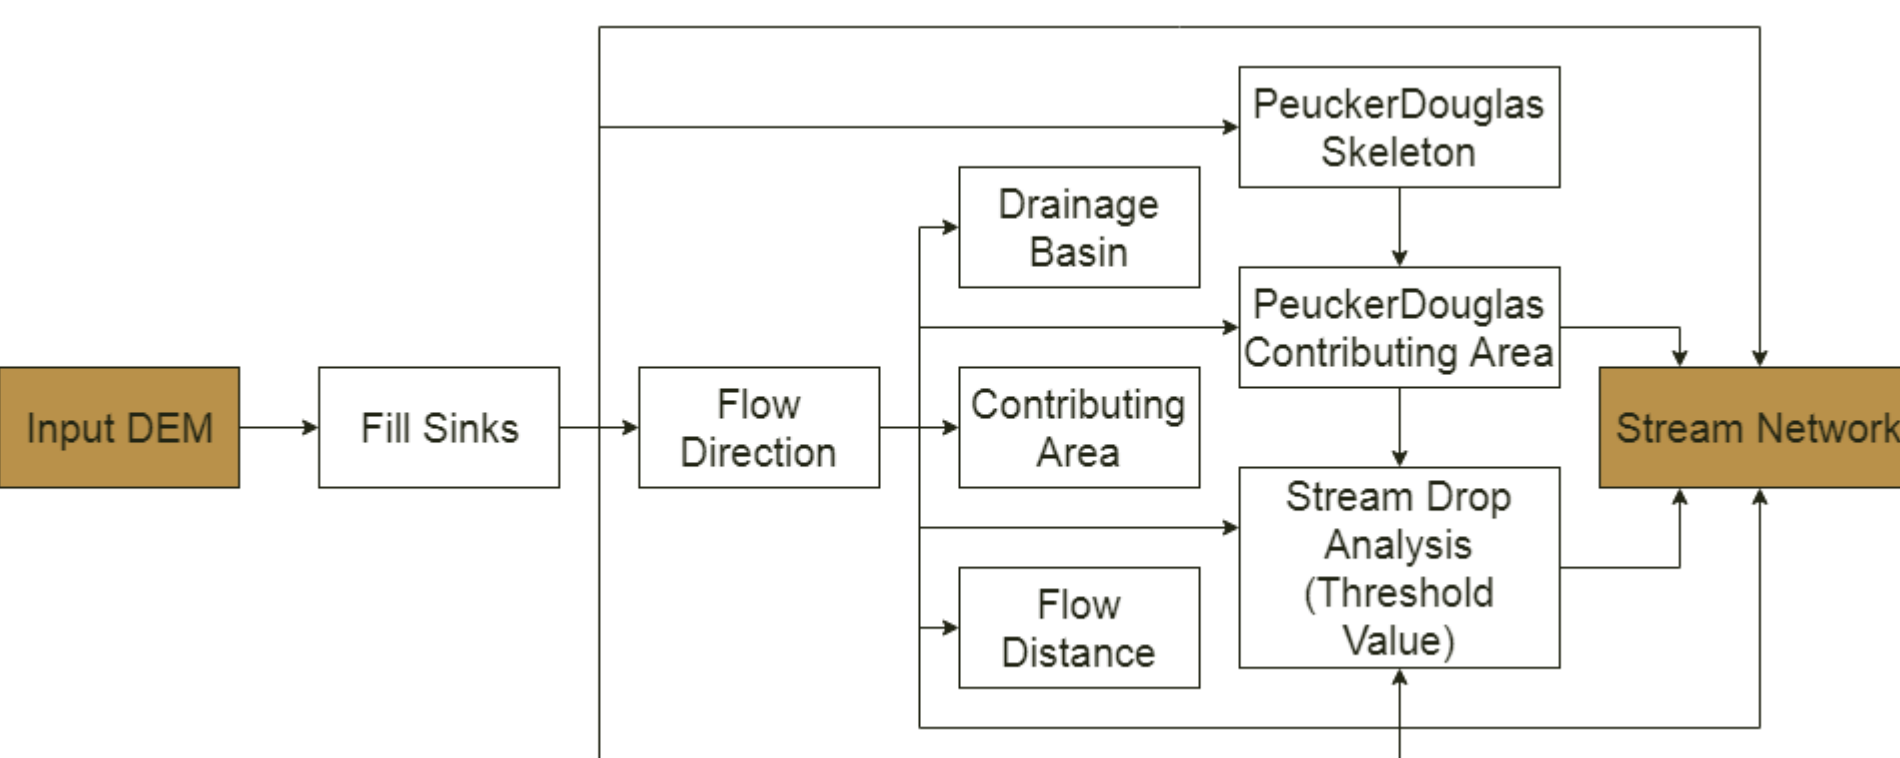 PeuckerDouglas
Skeleton
Drainage
Basin
PeuckerDouglas
Contributing Area
Input DEM
Fill Sinks
Flow
Direction
Contributing
Area
Stream Network
Stream Drop
Analysis
(Threshold
Value)
Flow
Distance